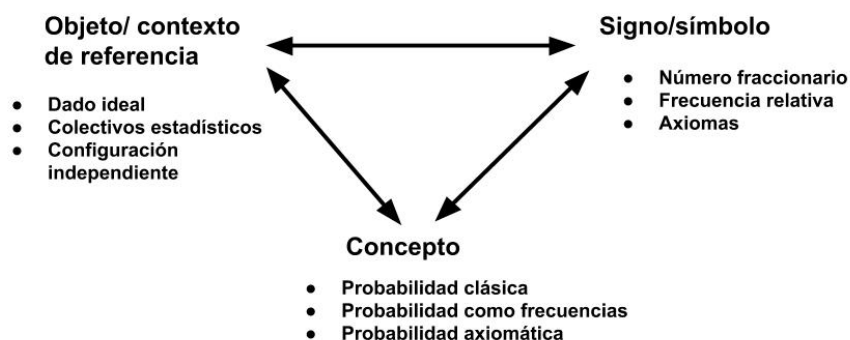 Objeto/ contexto
de referencia
● Dado ideal
● Colectivos estadísticos
● Configuración
independiente
Signo/símbolo
● Número fraccionario
● Frecuencia relativa
● Axiomas
Concepto
● Probabilidad clásica
● Probabilidad como frecuencias
● Probabilidad axiomática